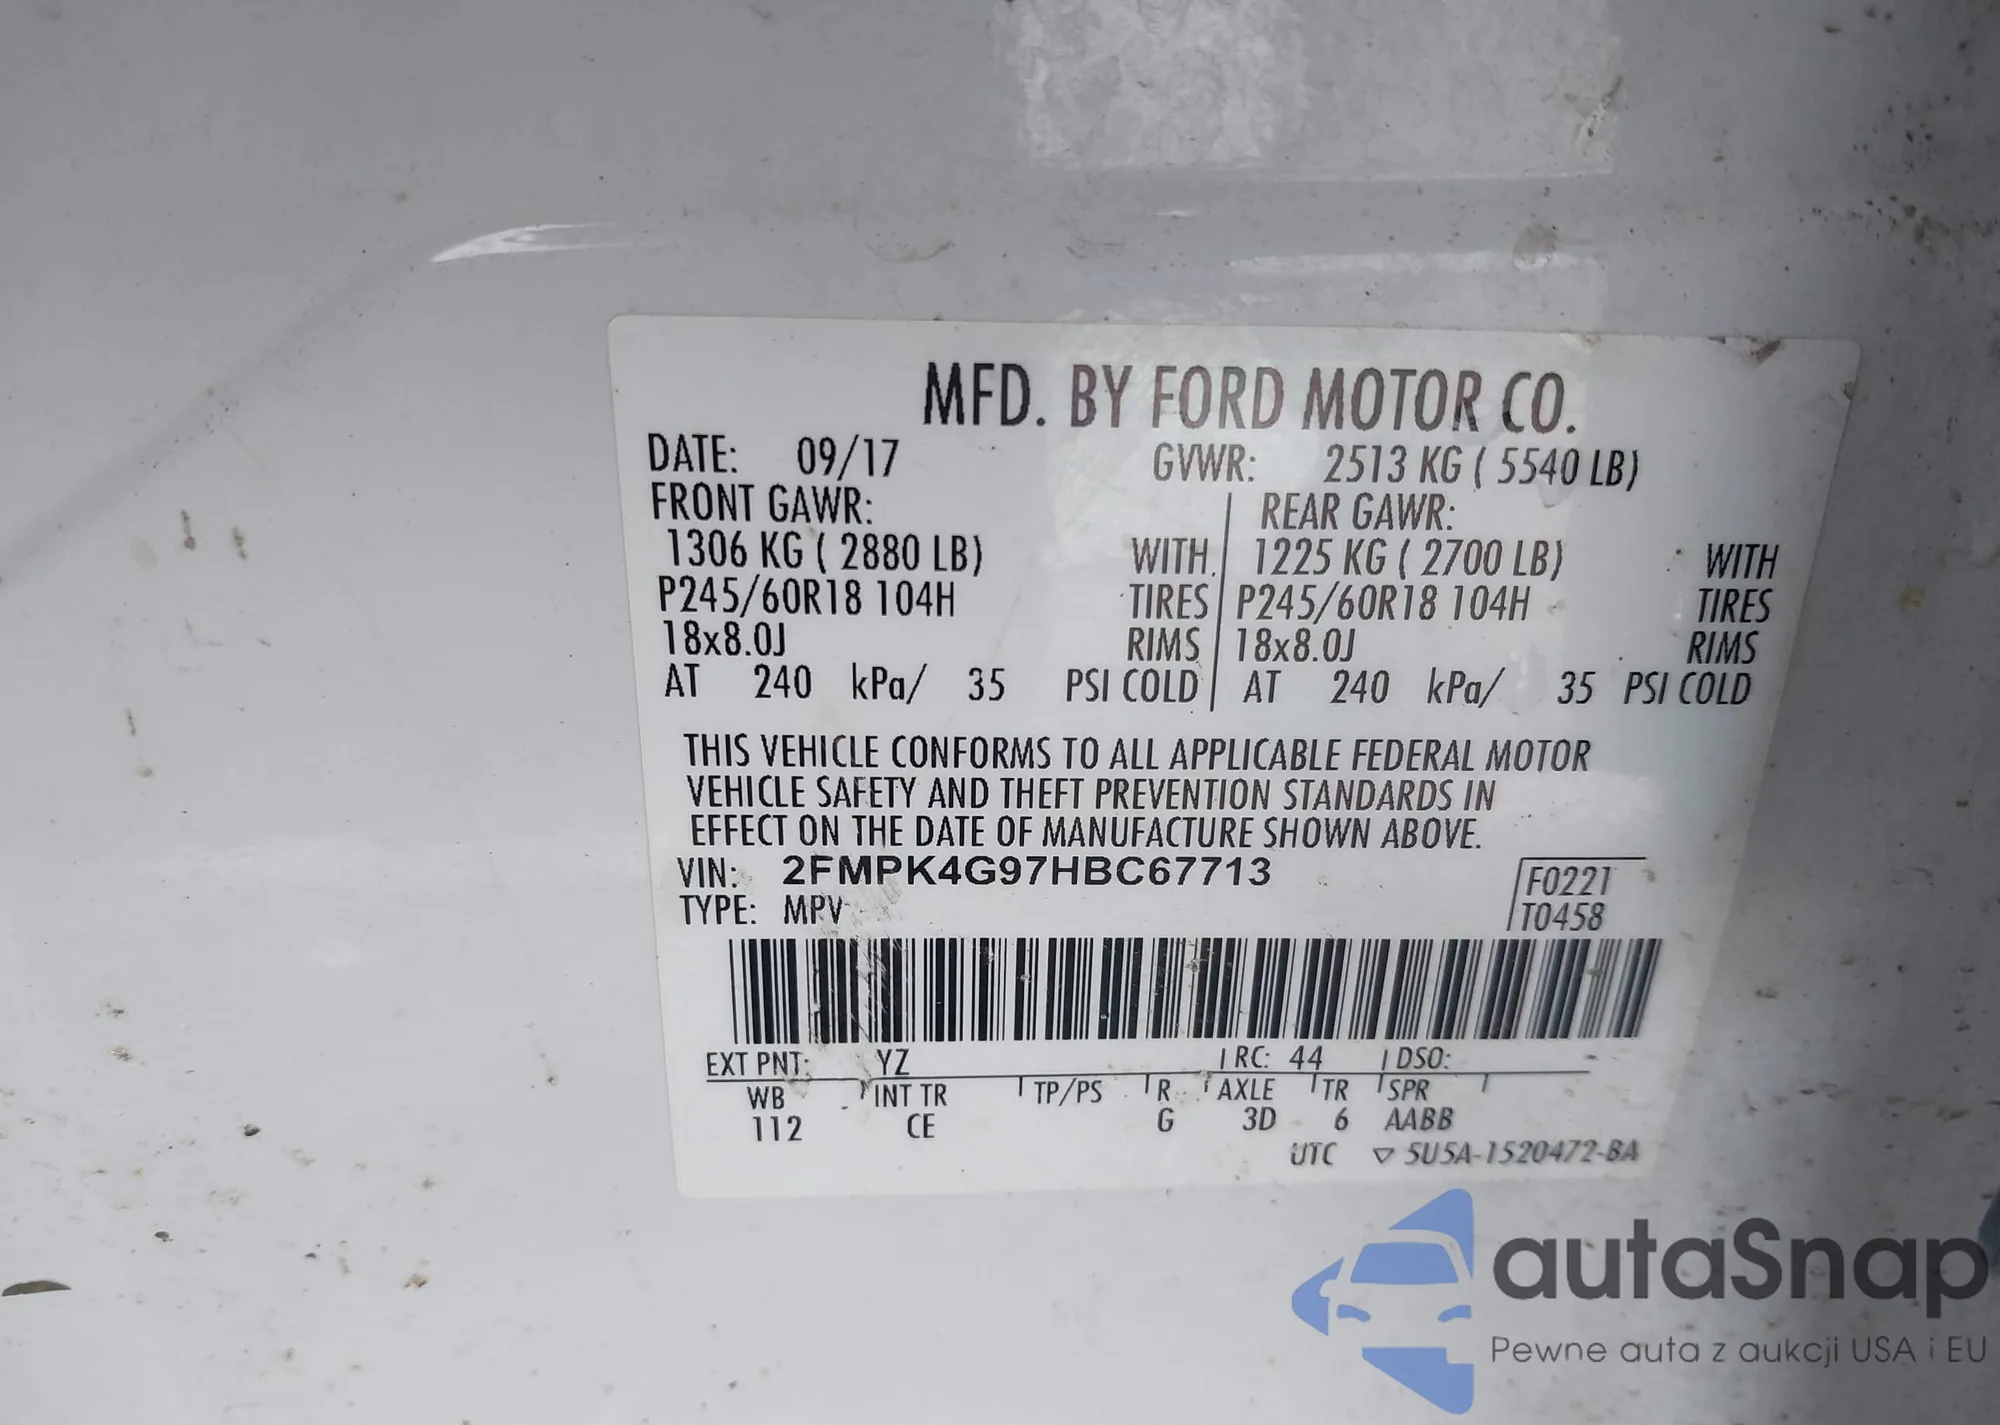 MFD. BY FORD MOTOR CO.
DATE: 09/17 GVWR: 2513 KG ( 5540 LB)
FRONT GAWR: REAR GAWR:
1306 KG ( 2880 LB) WITH 1225 KG ( 2700 LB) WITH
P245/60R18 104H TIRES P245/60R18 104H TIRES
18x8.0J RIMS 18x8.0J RIMS
AT 240 kPa/ 35 PSI COLD AT 240 kPa/ 35 PSI COLD
THIS VEHICLE CONFORMS TO ALL APPLICABLE FEDERAL MOTOR
VEHICLE SAFETY AND THEFT PREVENTION STANDARDS IN
EFFECT ON THE DATE OF MANUFACTURE SHOWN ABOVE.
VIN: 2FMPK4G97HBC67713 F0221
TYPE: MPV T0458
EXT PNT: YZ RC: 44 DSO:
WB INT TR TP/PS R AXLE TR SPR
112 CE G 3D 6 AABB
UTC ▽ 5U5A-1520472-BA
autaSnap
Pewne auta z aukcji USA i EU